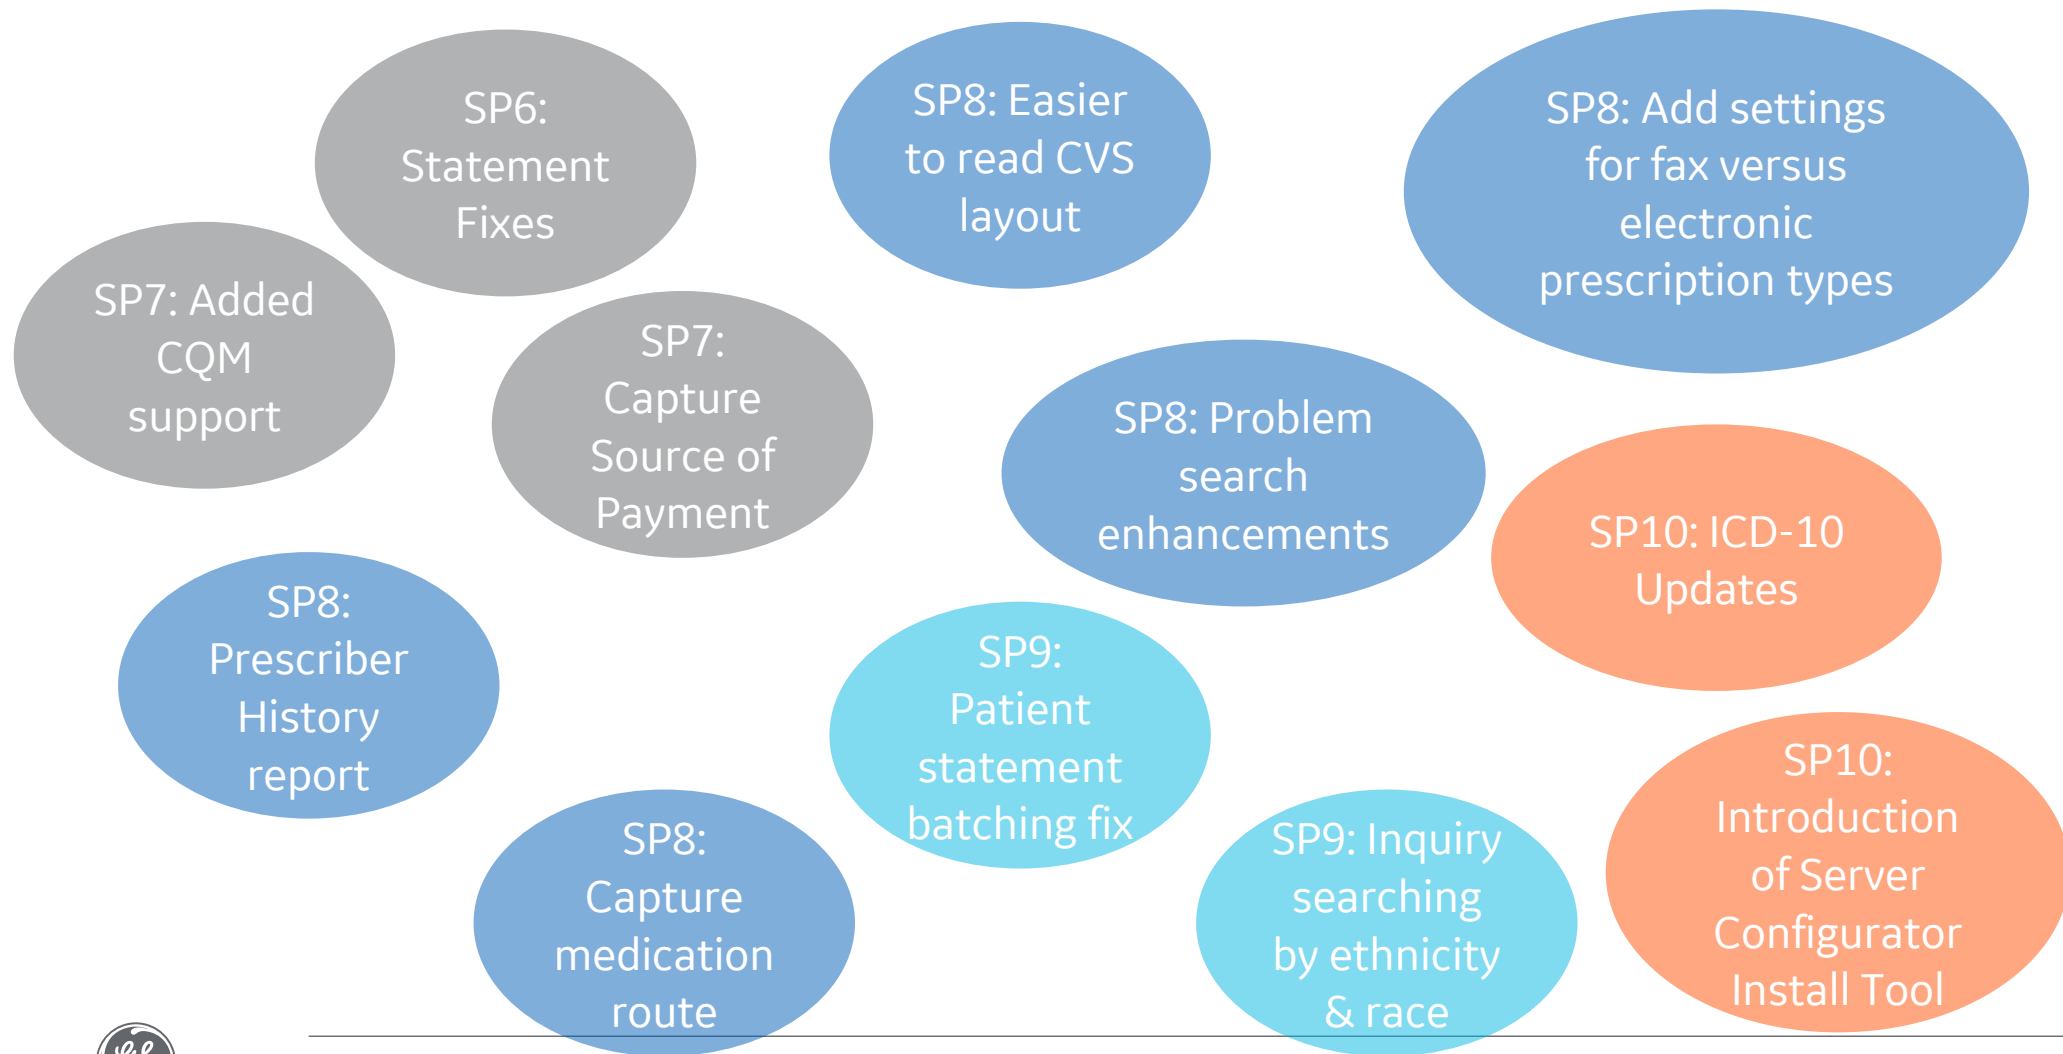 SP6:
Statement
Fixes
SP8: Easier
to read CVS
layout
SP8: Add settings
for fax versus
electronic
prescription types
SP7: Added
CQM
support
SP7:
Capture
Source of
Payment
SP8: Problem
search
enhancements
SP10: ICD-10
Updates
SP8:
Prescriber
History
report
SP9:
Patient
statement
batching fix
SP8:
Capture
medication
route
SP9: Inquiry
searching
by ethnicity
& race
SP10:
Introduction
of Server
Configurator
Install Tool